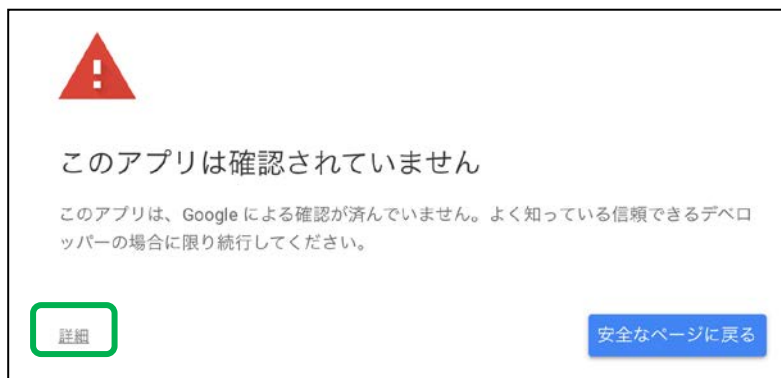 このアプリは確認されていません
このアプリは、Google による確認が済んでいません。よく知っている信頼できるデベロ
ッパーの場合に限り続行してください。
詳細
安全なページに戻る